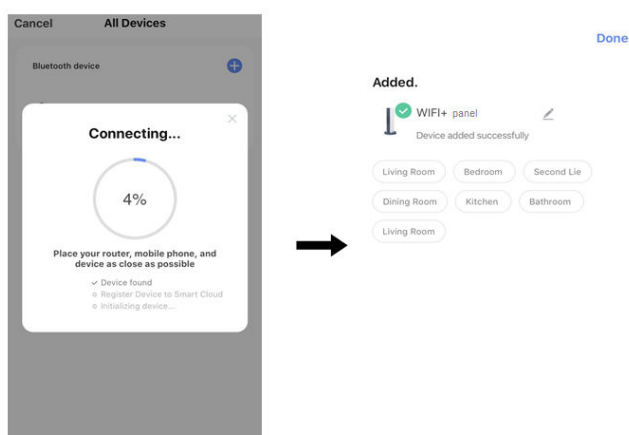 Cancel All Devices
Bluetooth device
Connecting...
4%
Place your router, mobile phone, and
device as close as possible
Device found
Register Device to Smart Cloud
Initializing device...
Done
Added.
WIFI+ panel
Device added successfully
Living Room Bedroom Second Lie
Dining Room Kitchen Bathroom
Living Room